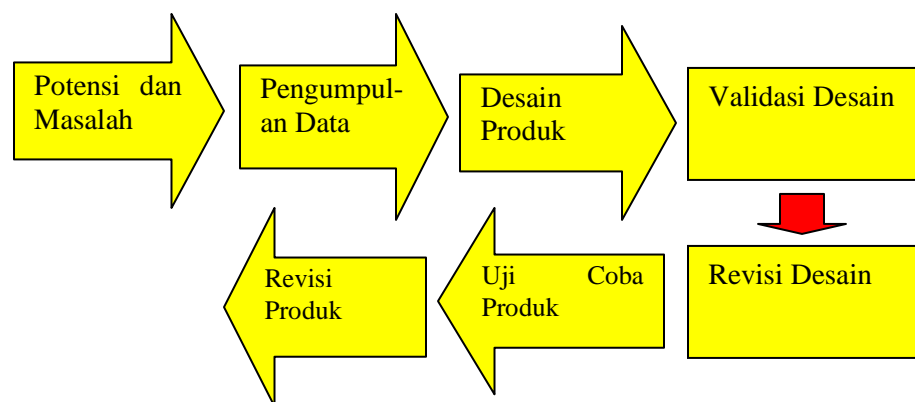 Potensi dan
Masalah
Pengumpul-
an Data
Desain
Produk
Validasi Desain
Revisi Desain
Uji Coba
Produk
Revisi
Produk